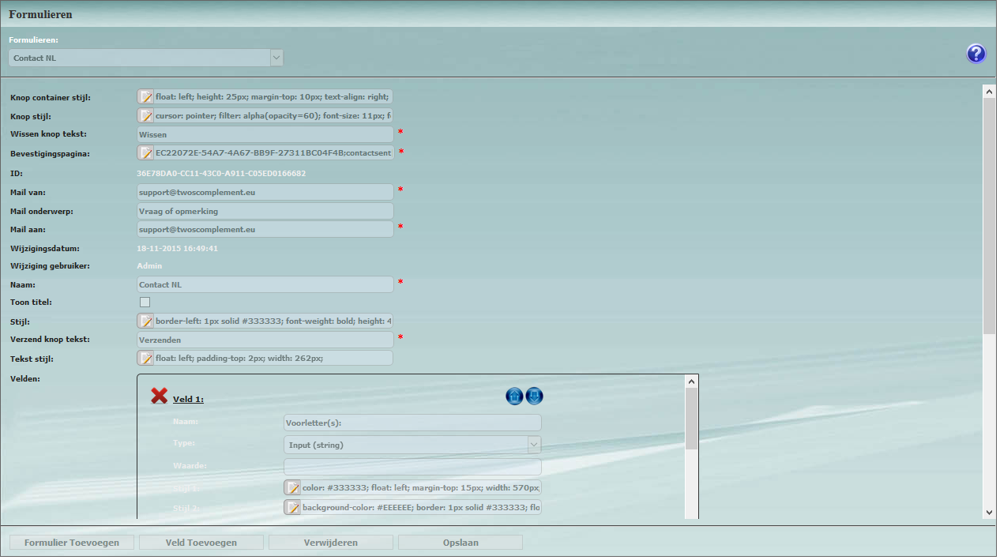 Formulieren
Formulieren:
Contact NL
?
Knop container stijl: float: left; height: 25px; margin-top: 10px; text-align: right;
Knop stijl: cursor: pointer; filter: alpha(opacity=60); font-size: 11px; f
Wissen knop tekst: Wissen *
Bevestigingspagina: EC22072E-54A7-4A67-BB9F-27311BC04F4B;contactsent *
ID: 36E78DA0-CC11-43C0-A911-C05ED0166682
Mail van: support@twoscomplement.eu *
Mail onderwerp: Vraag of opmerking
Mail aan: support@twoscomplement.eu *
Wijzigingsdatum: 18-11-2015 16:49:41
Wijziging gebruiker: Admin
Naam: Contact NL *
Toon titel:
Stijl: border-left: 1px solid #333333; font-weight: bold; height: 4
Verzend knop tekst: Verzenden *
Tekst stijl: float: left; padding-top: 2px; width: 262px;
Velden:
Veld 1:
Naam: Voorletter(s):
Type: Input (string)
Waarde:
Stijl 1: color: #333333; float: left; margin-top: 15px; width: 570px;
Stijl 2: background-color: #EEEEEE; border: 1px solid #333333; flo
Formulier Toevoegen Veld Toevoegen Verwijderen Opslaan